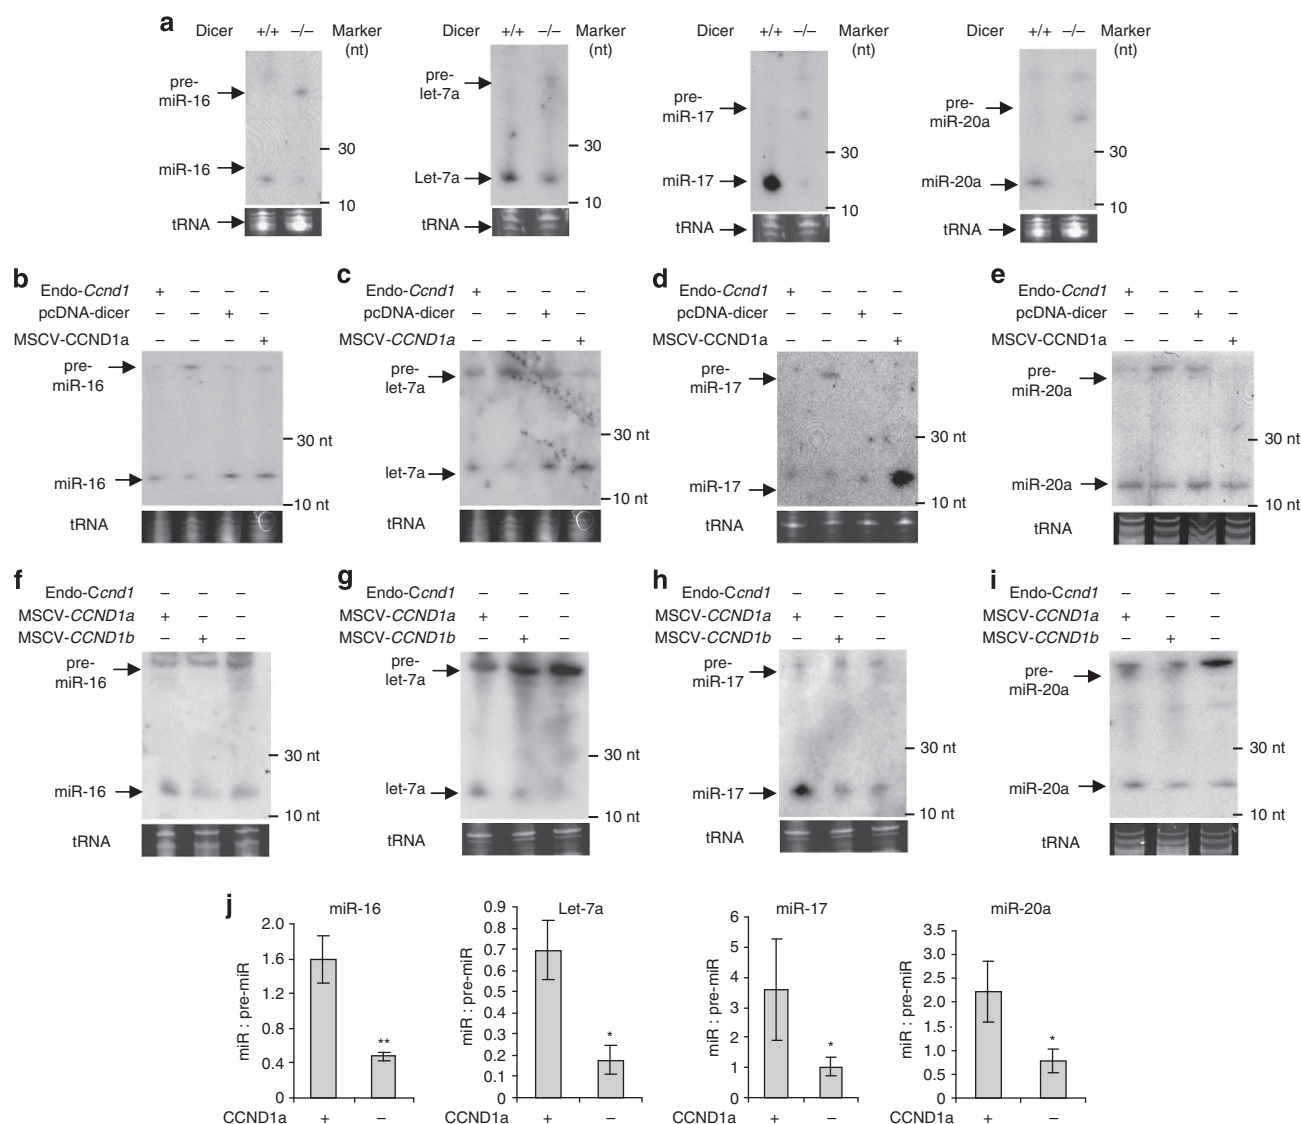 a
Dicer +/+ –/– Marker (nt)
pre-miR-16
miR-16
30
10
tRNA
Dicer +/+ –/– Marker (nt)
pre-let-7a
Let-7a
30
10
tRNA
Dicer +/+ –/– Marker (nt)
pre-miR-17
miR-17
30
10
tRNA
Dicer +/+ –/– Marker (nt)
pre-miR-20a
miR-20a
30
10
tRNA
b
Endo-Ccnd1 + – – –
pcDNA-dicer – – + –
MSCV-CCND1a – – – +
pre-miR-16
30 nt
miR-16
10 nt
tRNA
c
Endo-Ccnd1 + – – –
pcDNA-dicer – – + –
MSCV-CCND1a – – – +
pre-let-7a
30 nt
let-7a
10 nt
tRNA
d
Endo-Ccnd1 + – – –
pcDNA-dicer – – + –
MSCV-CCND1a – – – +
pre-miR-17
30 nt
miR-17
10 nt
tRNA
e
Endo-Ccnd1 + – – –
pcDNA-dicer – – + –
MSCV-CCND1a – – – +
pre-miR-20a
30 nt
miR-20a
10 nt
tRNA
f
Endo-Ccnd1 – – –
MSCV-CCND1a + – –
MSCV-CCND1b – + –
pre-miR-16
30 nt
miR-16
10 nt
tRNA
g
Endo-Ccnd1 – – –
MSCV-CCND1a + – –
MSCV-CCND1b – + –
pre-let-7a
30 nt
let-7a
10 nt
tRNA
h
Endo-Ccnd1 – – –
MSCV-CCND1a + – –
MSCV-CCND1b – + –
pre-miR-17
30 nt
miR-17
10 nt
tRNA
i
Endo-Ccnd1 – – –
MSCV-CCND1a + – –
MSCV-CCND1b – + –
pre-miR-20a
30 nt
miR-20a
10 nt
tRNA
j
miR-16
miR : pre-miR
2.0
1.6
1.2
0.8
0.4
0
**
CCND1a + –
Let-7a
miR : pre-miR
0.9
0.8
0.7
0.6
0.5
0.4
0.3
0.2
0.1
0
*
CCND1a + –
miR-17
miR : pre-miR
6
5
4
3
2
1
0
*
CCND1a + –
miR-20a
miR : pre-miR
3.5
3.0
2.5
2.0
1.5
1.0
0.5
0
*
CCND1a + –